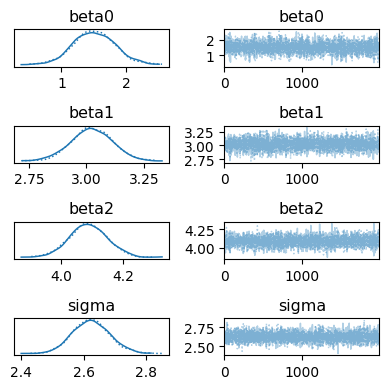 beta0 beta0
2
1
1 2 0 1000
beta1 beta1
3.25
3.00
2.75
2.75 3.00 3.25 0 1000
beta2 beta2
4.25
4.00
4.0 4.2 0 1000
sigma sigma
2.75
2.50
2.4 2.6 2.8 0 1000